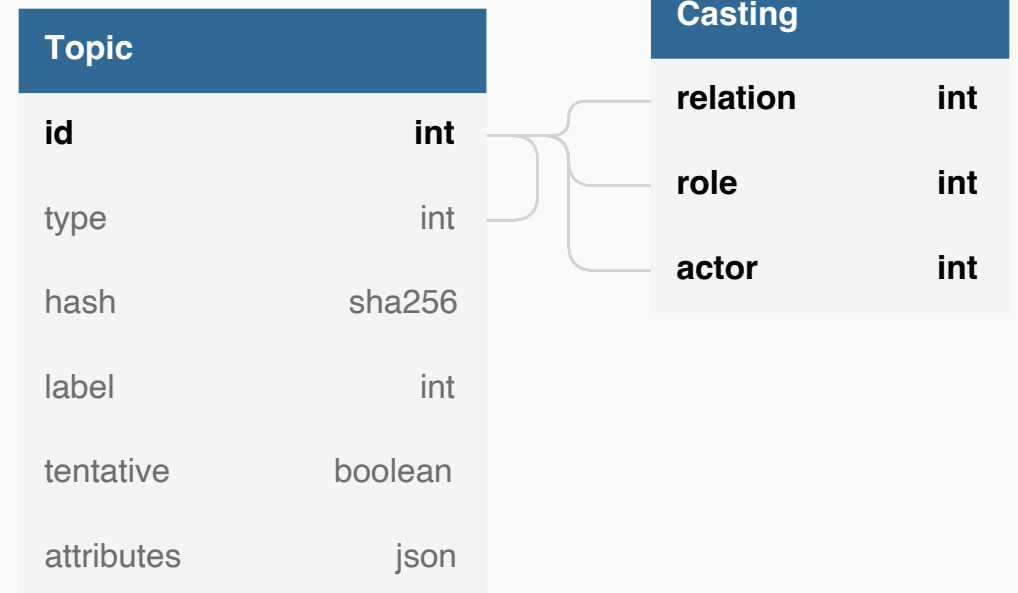 Topic
id int
type int
hash sha256
label int
tentative boolean
attributes json
Casting
relation int
role int
actor int